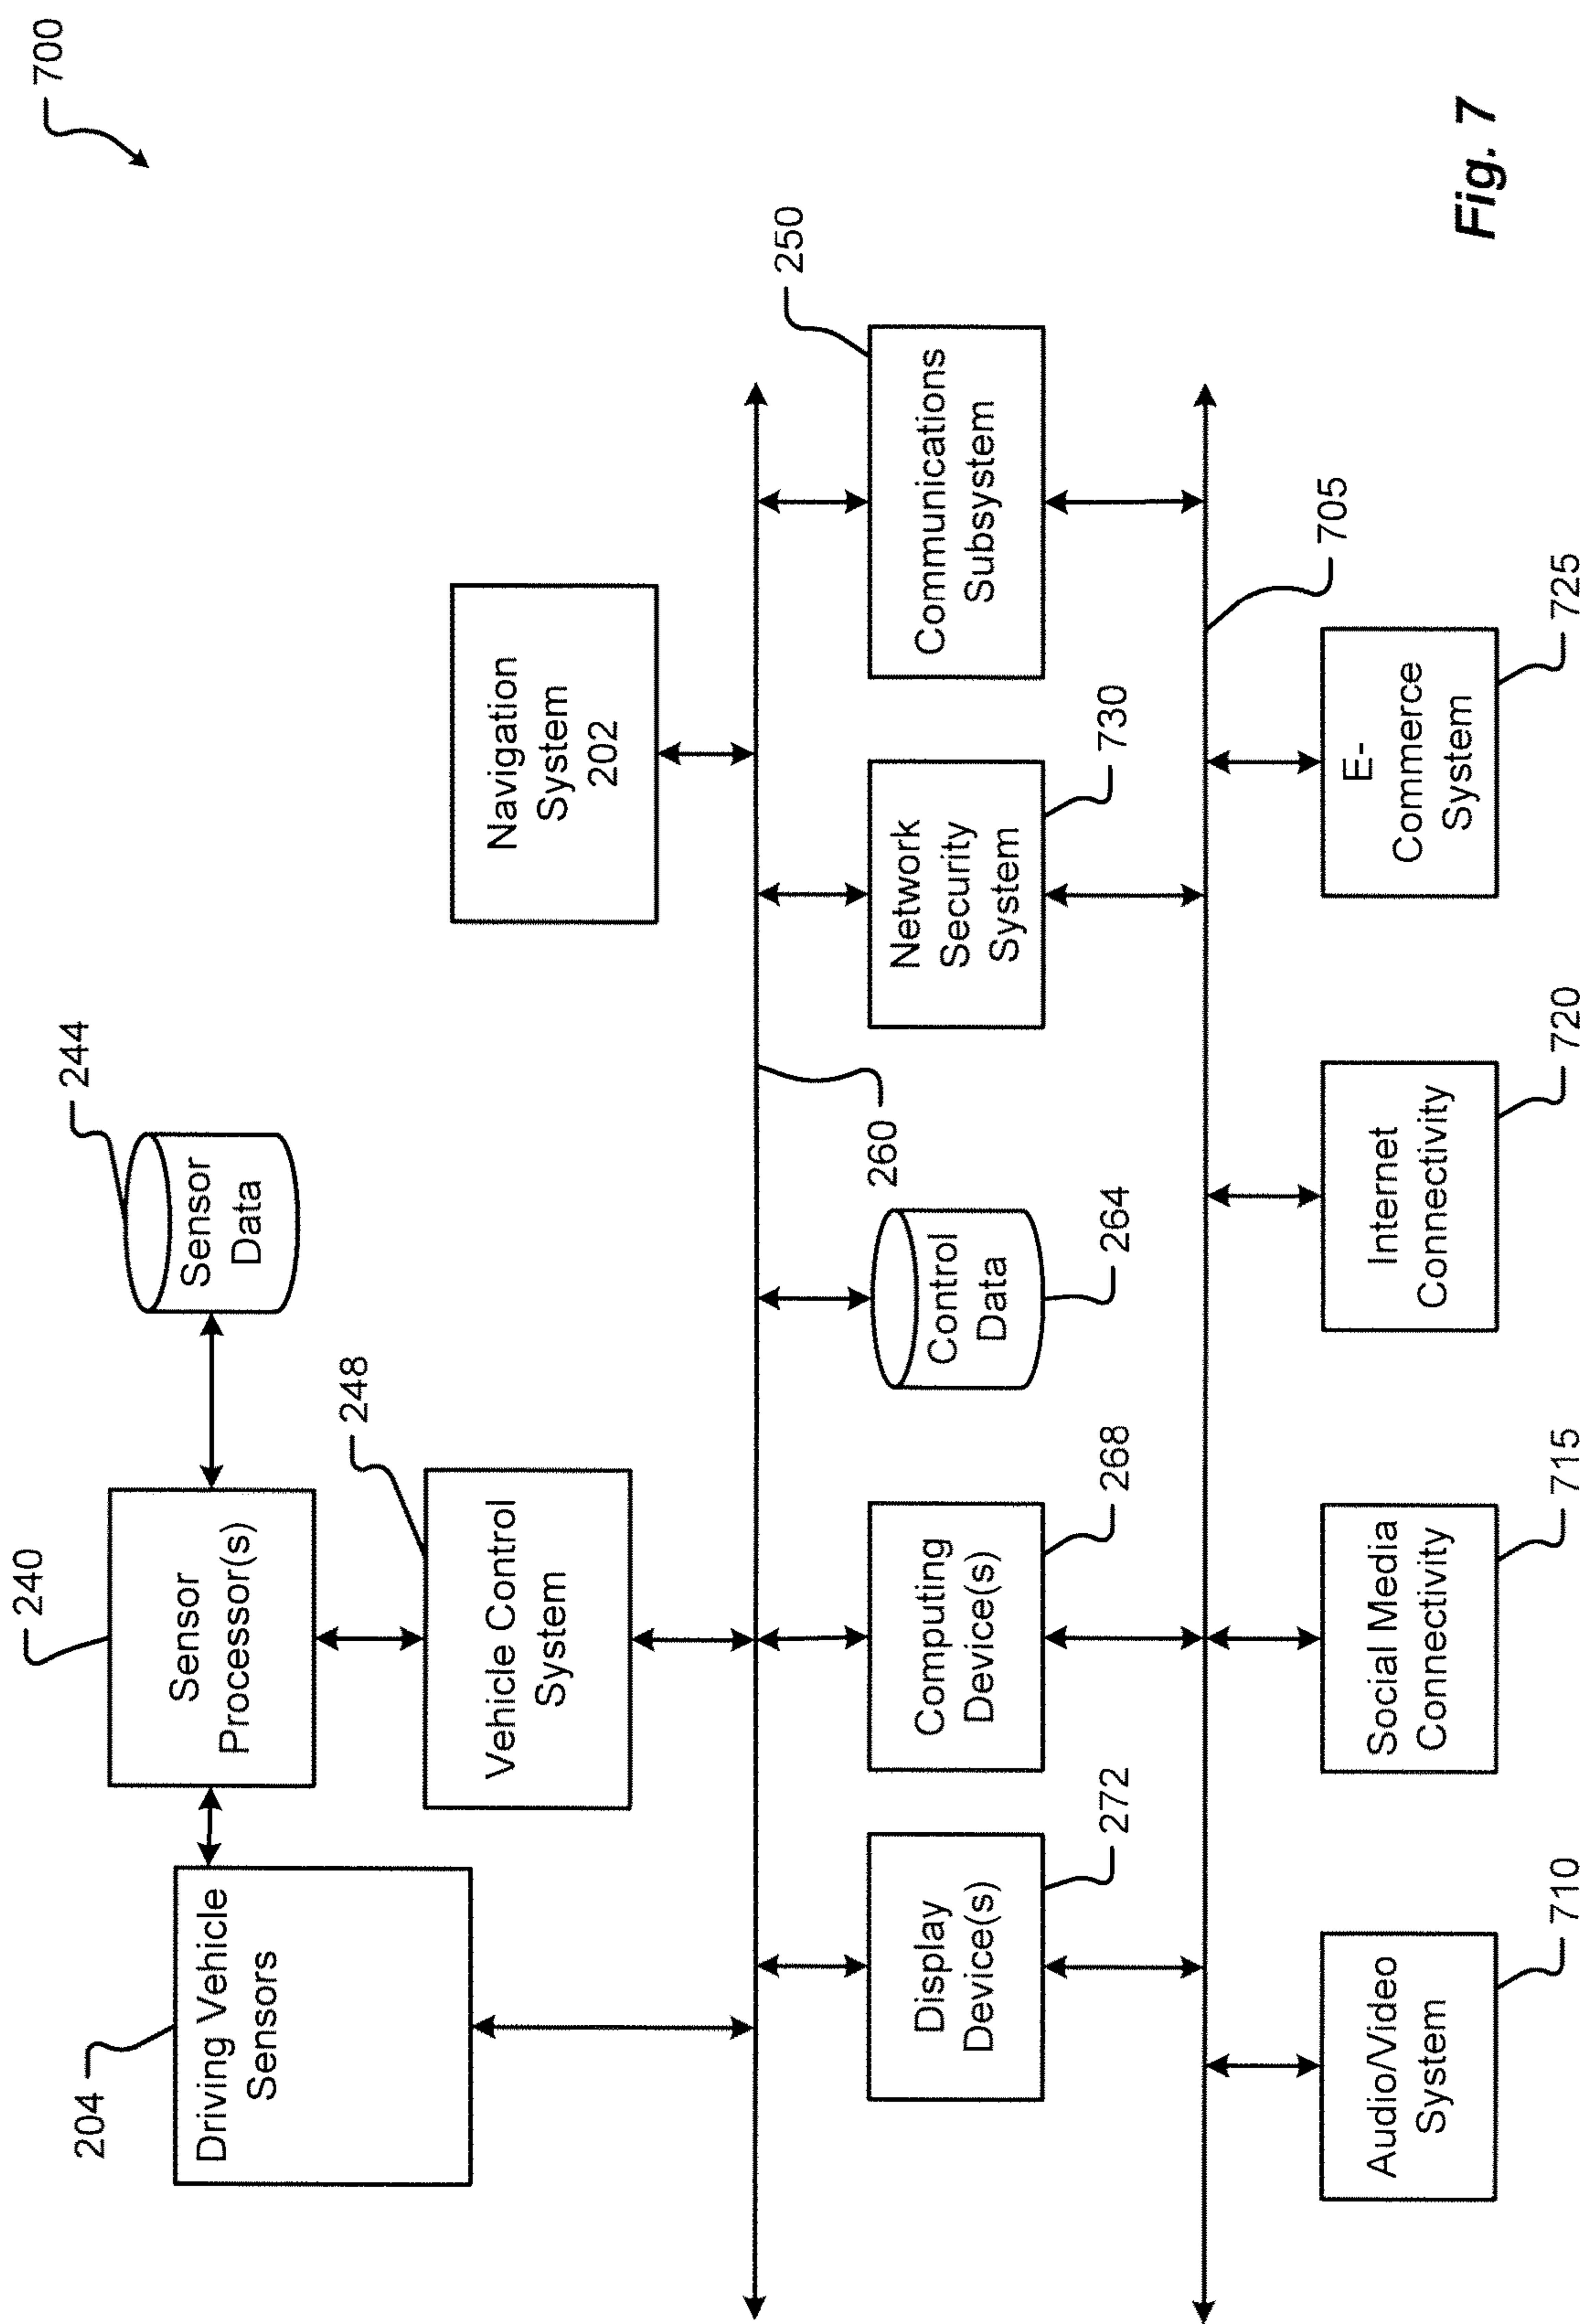 700
240
244
Sensor
Processor(s)
Sensor
Data
204
Driving Vehicle
Sensors
248
Vehicle Control
System
Navigation
System
202
260
250
Display
Device(s)
272
Computing
Device(s)
268
Control
Data
264
Network
Security
System
730
Communications
Subsystem
705
Audio/Video
System
710
Social Media
Connectivity
715
Internet
Connectivity
720
E-
Commerce
System
725
Fig. 7